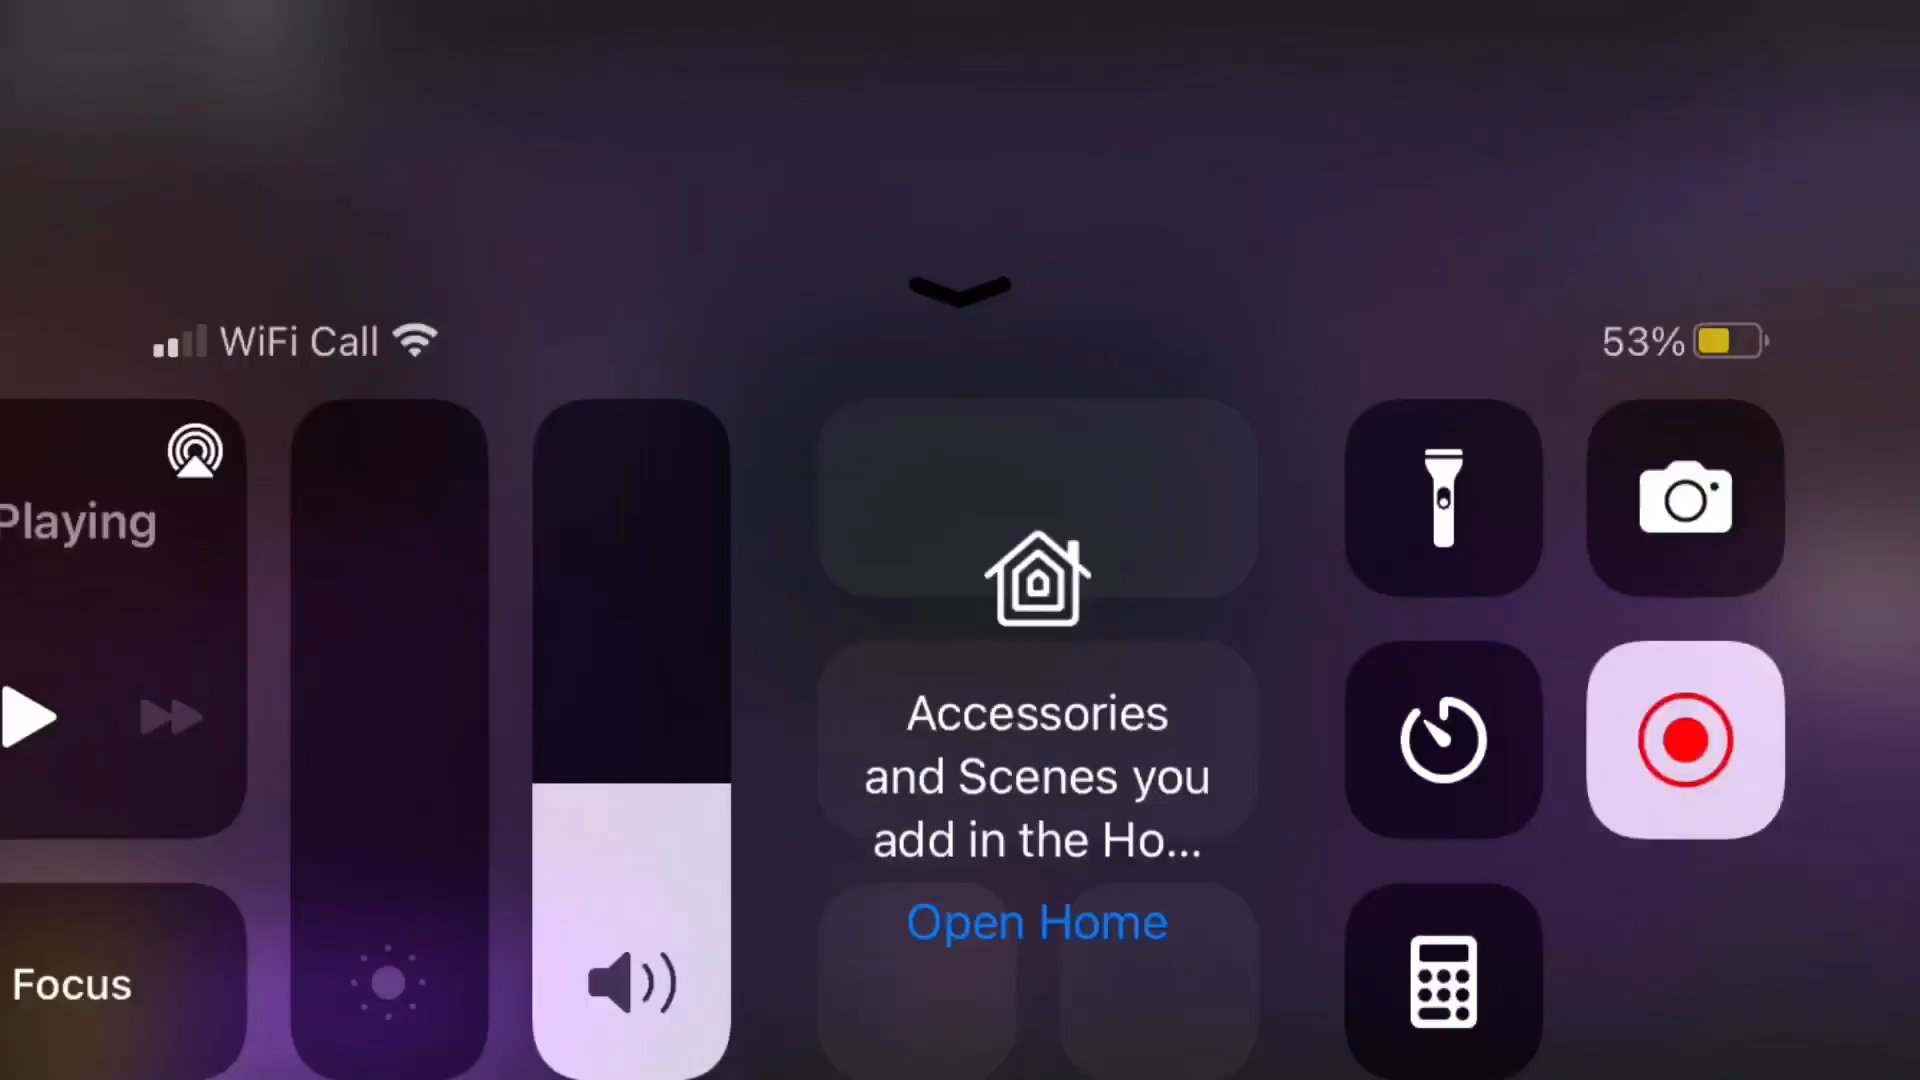 WiFi Call
53%
Playing
Accessories
and Scenes you
add in the Ho...
Open Home
Focus